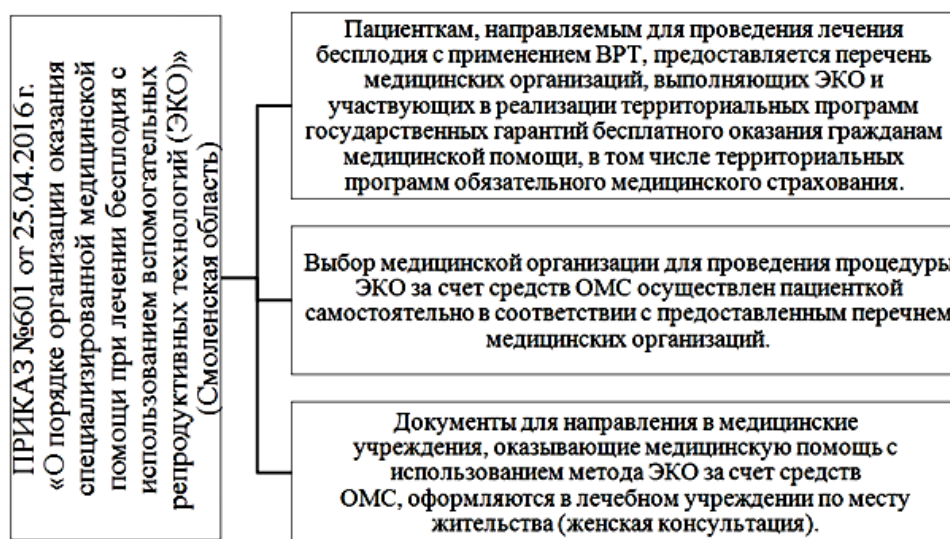 ПРИКАЗ №601 от 25.04.2016 г.
«О порядке организации оказания
специализированной медицинской
помощи при лечении бесплодия с
использованием вспомогательных
репродуктивных технологий (ЭКО)»
(Смоленская область)
Пациенткам, направляемым для проведения лечения
бесплодия с применением ВРТ, предоставляется перечень
медицинских организаций, выполняющих ЭКО и
участвующих в реализации территориальных программ
государственных гарантий бесплатного оказания гражданам
медицинской помощи, в том числе территориальных
программ обязательного медицинского страхования.
Выбор медицинской организации для проведения процедуры
ЭКО за счет средств ОМС осуществлен пациенткой
самостоятельно в соответствии с предоставленным перечнем
медицинских организаций.
Документы для направления в медицинские
учреждения, оказывающие медицинскую помощь с
использованием метода ЭКО за счет средств
ОМС, оформляются в лечебном учреждении по месту
жительства (женская консультация).